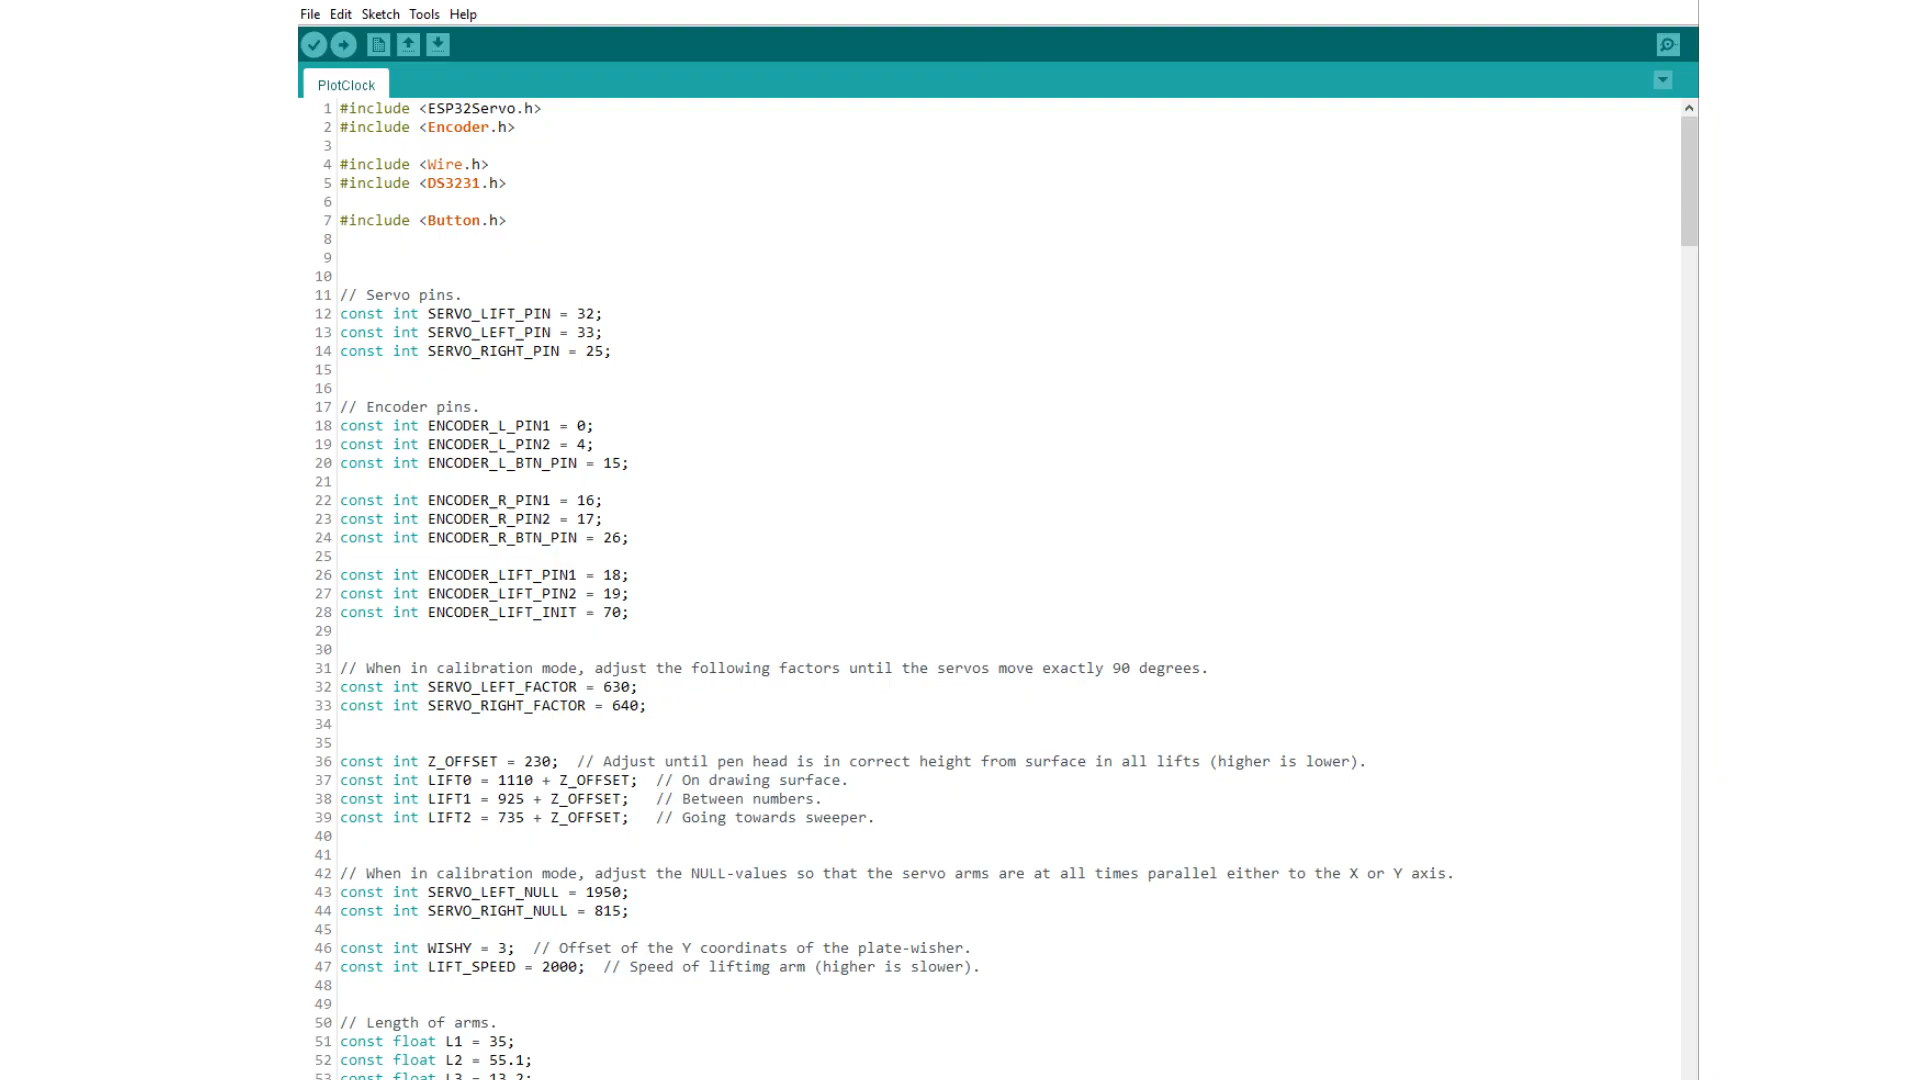 File Edit Sketch Tools Help
PlotClock
1 #include <ESP32Servo.h>
2 #include <Encoder.h>
3
4 #include <Wire.h>
5 #include <DS3231.h>
6
7 #include <Button.h>
8
9
10
11 // Servo pins.
12 const int SERVO_LIFT_PIN = 32;
13 const int SERVO_LEFT_PIN = 33;
14 const int SERVO_RIGHT_PIN = 25;
15
16
17 // Encoder pins.
18 const int ENCODER_L_PIN1 = 0;
19 const int ENCODER_L_PIN2 = 4;
20 const int ENCODER_L_BTN_PIN = 15;
21
22 const int ENCODER_R_PIN1 = 16;
23 const int ENCODER_R_PIN2 = 17;
24 const int ENCODER_R_BTN_PIN = 26;
25
26 const int ENCODER_LIFT_PIN1 = 18;
27 const int ENCODER_LIFT_PIN2 = 19;
28 const int ENCODER_LIFT_INIT = 70;
29
30
31 // When in calibration mode, adjust the following factors until the servos move exactly 90 degrees.
32 const int SERVO_LEFT_FACTOR = 630;
33 const int SERVO_RIGHT_FACTOR = 640;
34
35
36 const int Z_OFFSET = 230;  // Adjust until pen head is in correct height from surface in all lifts (higher is lower).
37 const int LIFT0 = 1110 + Z_OFFSET;  // On drawing surface.
38 const int LIFT1 = 925 + Z_OFFSET;   // Between numbers.
39 const int LIFT2 = 735 + Z_OFFSET;   // Going towards sweeper.
40
41
42 // When in calibration mode, adjust the NULL-values so that the servo arms are at all times parallel either to the X or Y axis.
43 const int SERVO_LEFT_NULL = 1950;
44 const int SERVO_RIGHT_NULL = 815;
45
46 const int WISHY = 3;  // Offset of the Y coordinats of the plate-wisher.
47 const int LIFT_SPEED = 2000;  // Speed of liftimg arm (higher is slower).
48
49
50 // Length of arms.
51 const float L1 = 35;
52 const float L2 = 55.1;
53 const float L3 = 13.2;